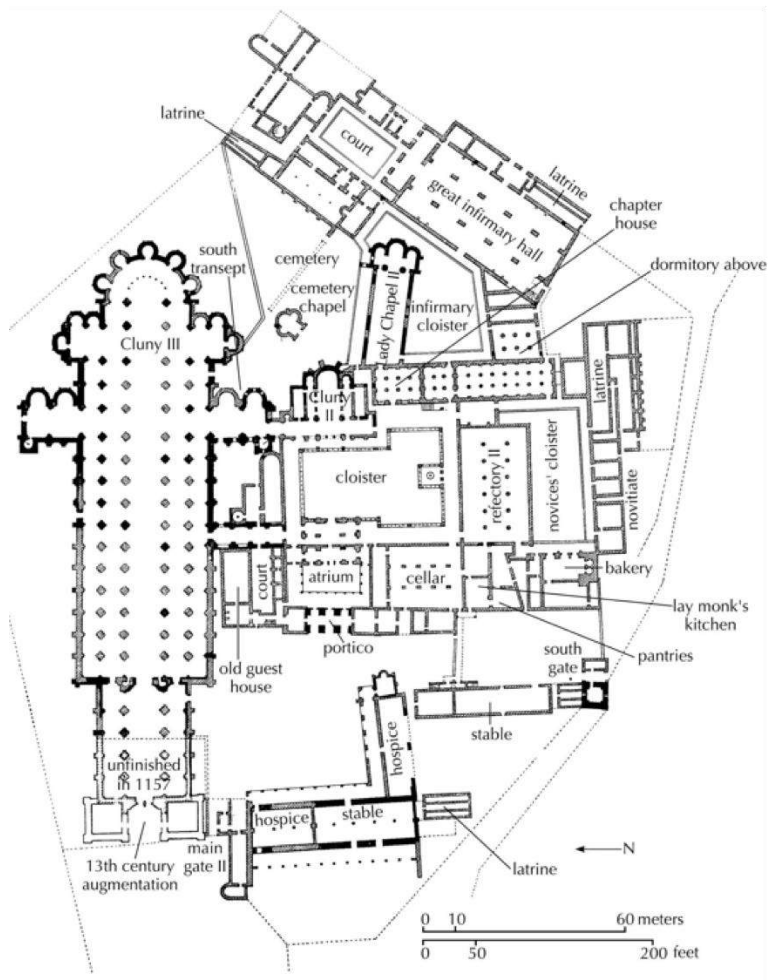 latrine
court
latrine
great infirmary hall
chapter
house
south
transept
cemetery
dormitory above
cemetery
chapel
Lady Chapel II
infirmary
cloister
Cluny III
Cluny
II
latrine
cloister
refectory II
novices' cloister
novitiate
court
atrium
cellar
bakery
lay monk's
kitchen
portico
old guest
house
south
gate
pantries
stable
hospice
unfinished
in 1157
hospice
stable
main
gate II
13th century
augmentation
latrine
N
0 10 60 meters
0 50 200 feet